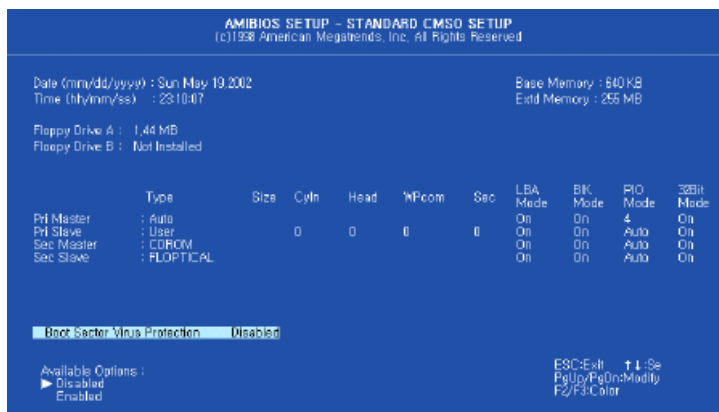 AMIBIOS SETUP - STANDARD CMSO SETUP
(c)1998 American Megatrends, Inc, All Rights Reserved
Date (mm/dd/yyyy) : Sun May 19,2002 Base Memory : 640 KB
Time (hh/mm/ss) : 23:10:07 Extd Memory : 255 MB
Floppy Drive A : 1,44 MB
Floppy Drive B : Not Installed
Type Size Cyln Head WPcom Sec LBA Mode BlK Mode PIO Mode 32Bit Mode
Pri Master : Auto On On 4 On
Pri Slave : User 0 0 0 0 On On Auto On
Sec Master : CDROM On On Auto On
Sec Slave : FLOPTICAL On On Auto On
Boot Sector Virus Protection Disabled
Available Options :
▶ Disabled
Enabled
ESC:Exit ↑↓:Se
PgUp/PgDn:Modify
F2/F3:Color